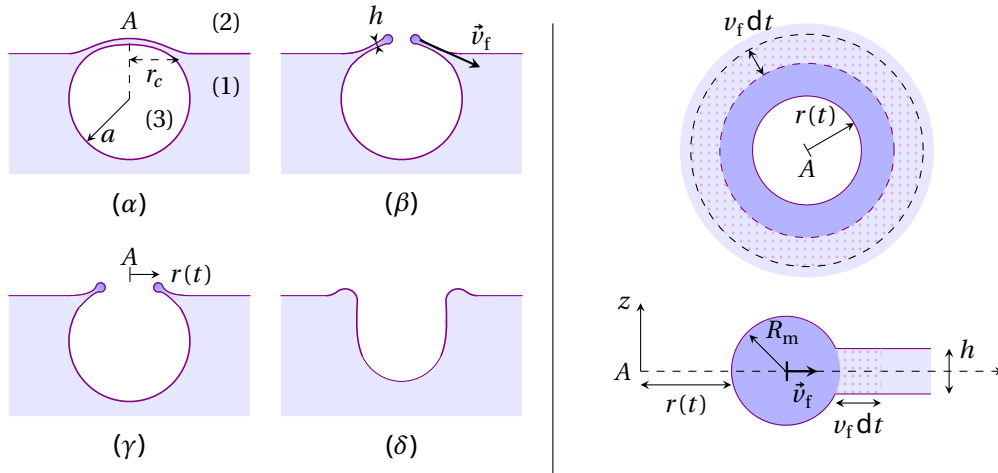 A
(2)
r_c
(1)
(3)
a
(α)
h
v⃗_f
(β)
A
r(t)
(γ)
(δ)
v_f dt
r(t)
A
z
R_m
A
h
v⃗_f
r(t)
v_f dt